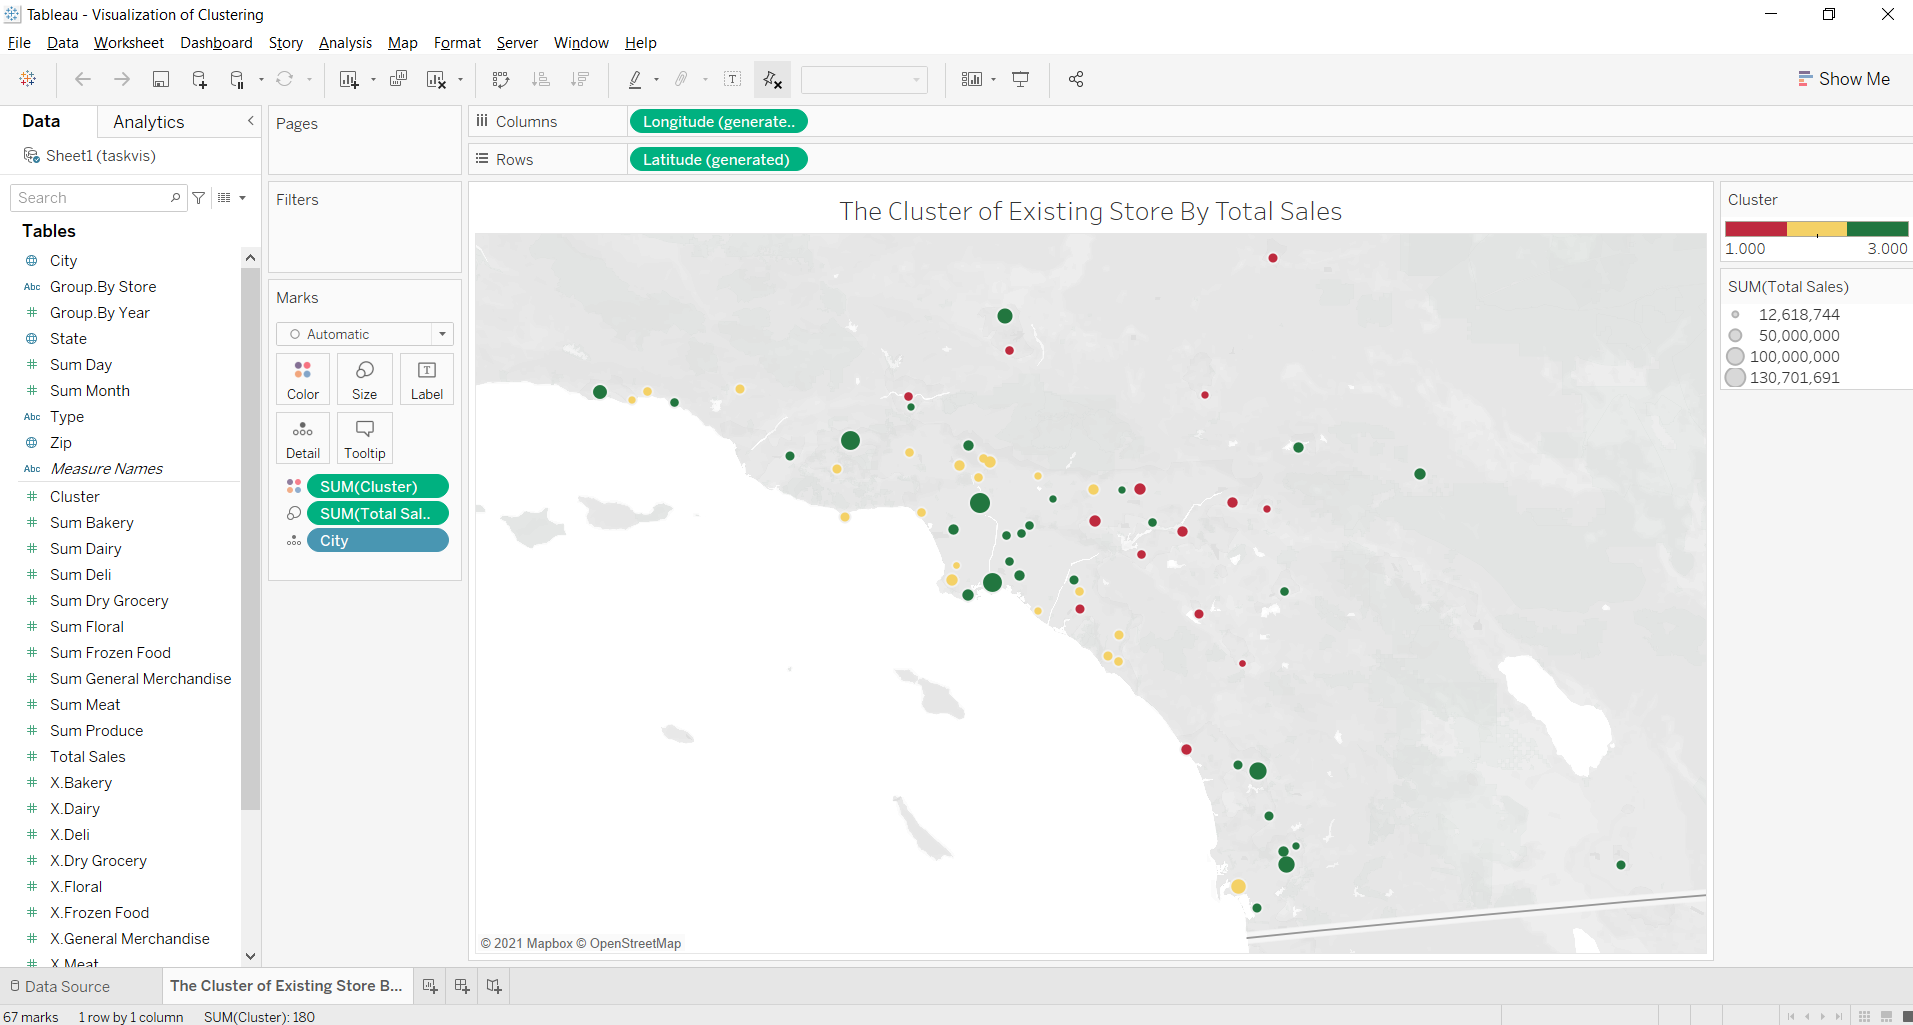 Tableau - Visualization of Clustering
File Data Worksheet Dashboard Story Analysis Map Format Server Window Help
Show Me
Data Analytics
Sheet1 (taskvis)
Search
Tables
City
Abc Group.By Store
Group.By Year
State
Sum Day
Sum Month
Abc Type
Zip
Abc Measure Names
Cluster
Sum Bakery
Sum Dairy
Sum Deli
Sum Dry Grocery
Sum Floral
Sum Frozen Food
Sum General Merchandise
Sum Meat
Sum Produce
Total Sales
X.Bakery
X.Dairy
X.Deli
X.Dry Grocery
X.Floral
X.Frozen Food
X.General Merchandise
X.Meat
Pages
Filters
Marks
Automatic
Color Size Label
Detail Tooltip
SUM(Cluster)
SUM(Total Sal..
City
Columns Longitude (generate..
Rows Latitude (generated)
The Cluster of Existing Store By Total Sales
© 2021 Mapbox © OpenStreetMap
Cluster
1.000 3.000
SUM(Total Sales)
12,618,744
50,000,000
100,000,000
130,701,691
Data Source The Cluster of Existing Store B...
67 marks 1 row by 1 column SUM(Cluster): 180